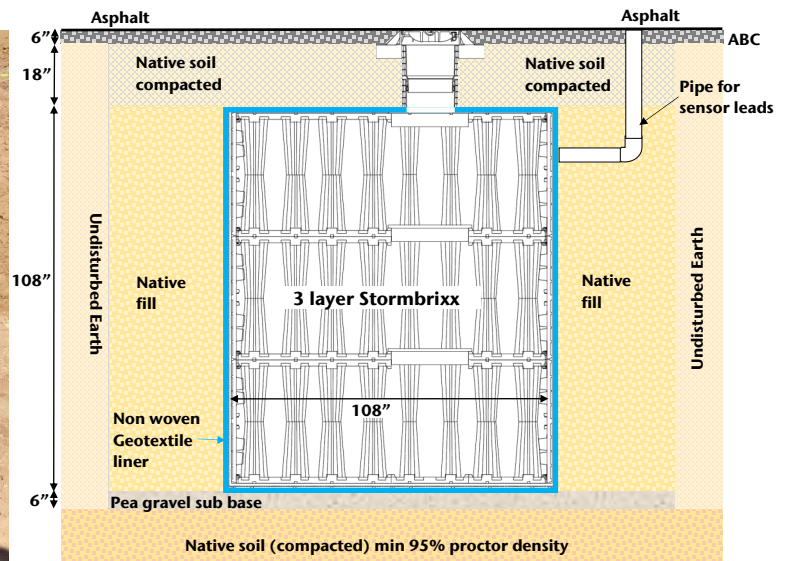 Asphalt
Asphalt
6”
ABC
18”
Native soil
compacted
Native soil
compacted
Pipe for
sensor leads
108”
Undisturbed Earth
Native
fill
3 layer Stormbrixx
Native
fill
Undisturbed Earth
108”
Non woven
Geotextile
liner
6”
Pea gravel sub base
Native soil (compacted) min 95% proctor density